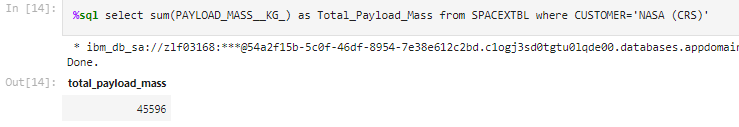 In [14]: %sql select sum(PAYLOAD_MASS__KG_) as Total_Payload_Mass from SPACEXTBL where CUSTOMER='NASA (CRS)'
* ibm_db_sa://zlf03168:***@54a2f15b-5c0f-46df-8954-7e38e612c2bd.c1ogj3sd0tgtu0lqde00.databases.appdomai
Done.
Out[14]: total_payload_mass
45596